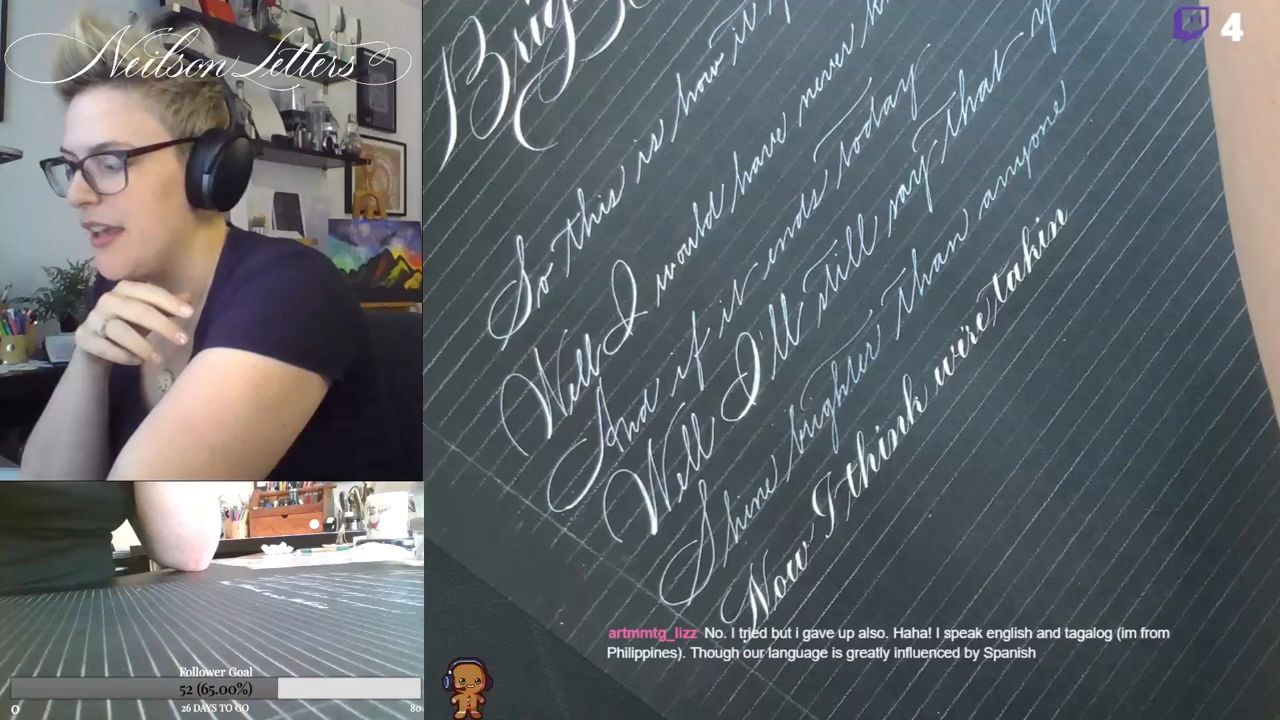 Neilson Letters
4
So this is how it
Well I would have never
And if it ends today
Well I'll still say that
Shine brighter than anyone
Now I think we're takin
artmmtg_lizz No. I tried but i gave up also. Haha! I speak english and tagalog (im from
Philippines). Though our language is greatly influenced by Spanish
Follower Goal
52 (65.00%)
0 26 DAYS TO GO 80